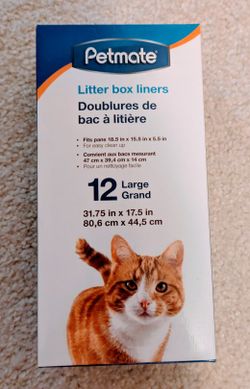 Petmate®
Litter box liners
Doublures de
bac à litière
• Fits pans 18.5 in x 15.5 in x 5.5 in
• For easy clean up
• Convient aux bacs mesurant
47 cm x 39,4 cm x 14 cm
• Pour un nettoyage facile
12 Large
Grand
31.75 in x 17.5 in
80,6 cm x 44,5 cm